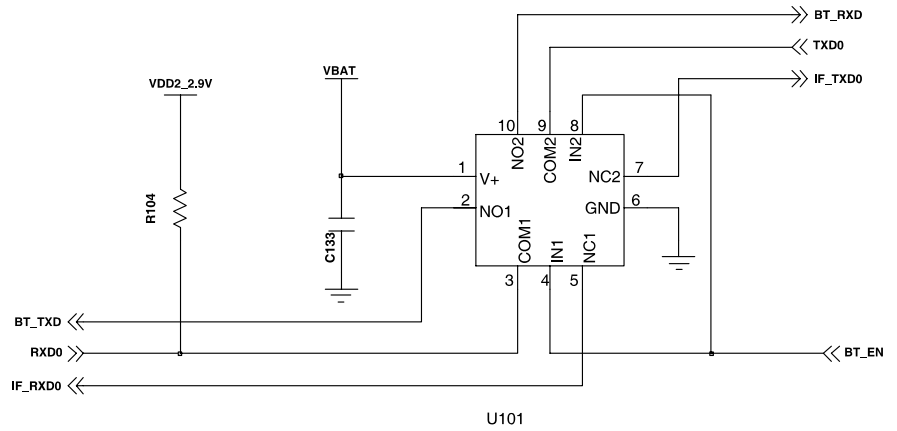 BT_RXD
TXD0
IF_TXD0
VBAT
VDD2_2.9V
10 9 8
NO2 COM2 IN2
1 V+
NC2 7
2 NO1
GND 6
R104
C133
COM1 IN1 NC1
3 4 5
BT_TXD
RXD0
BT_EN
IF_RXD0
U101